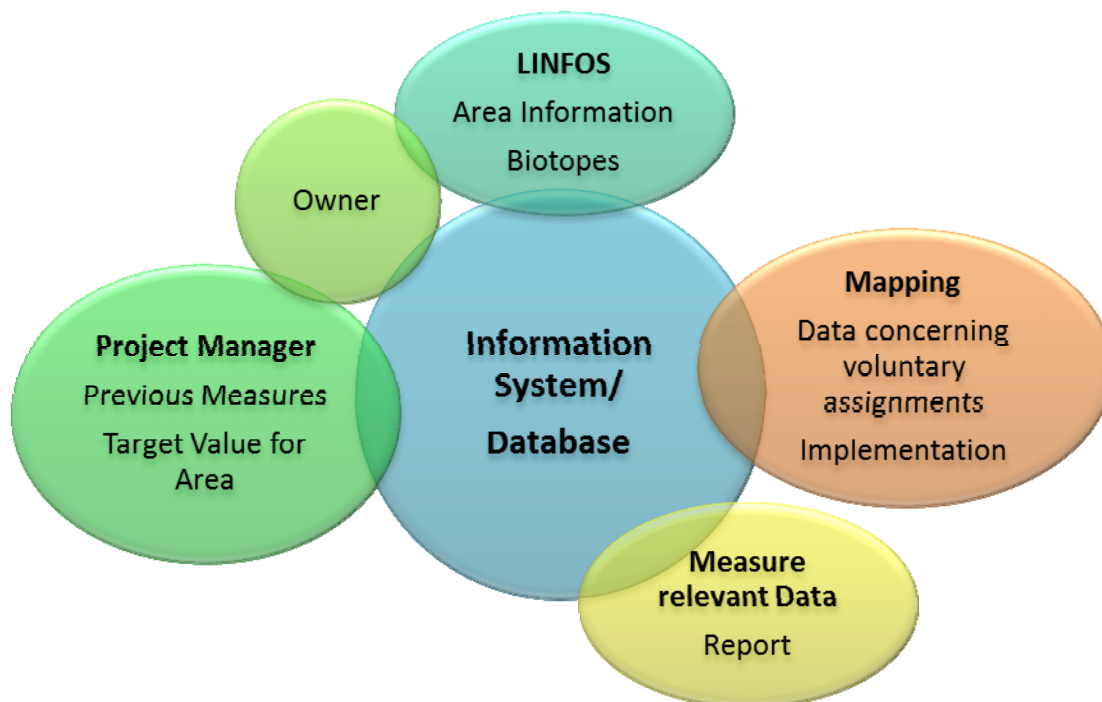 LINFOS
Area Information
Biotopes
Owner
Project Manager
Previous Measures
Target Value for
Area
Information
System/
Database
Mapping
Data concerning
voluntary
assignments
Implementation
Measure
relevant Data
Report